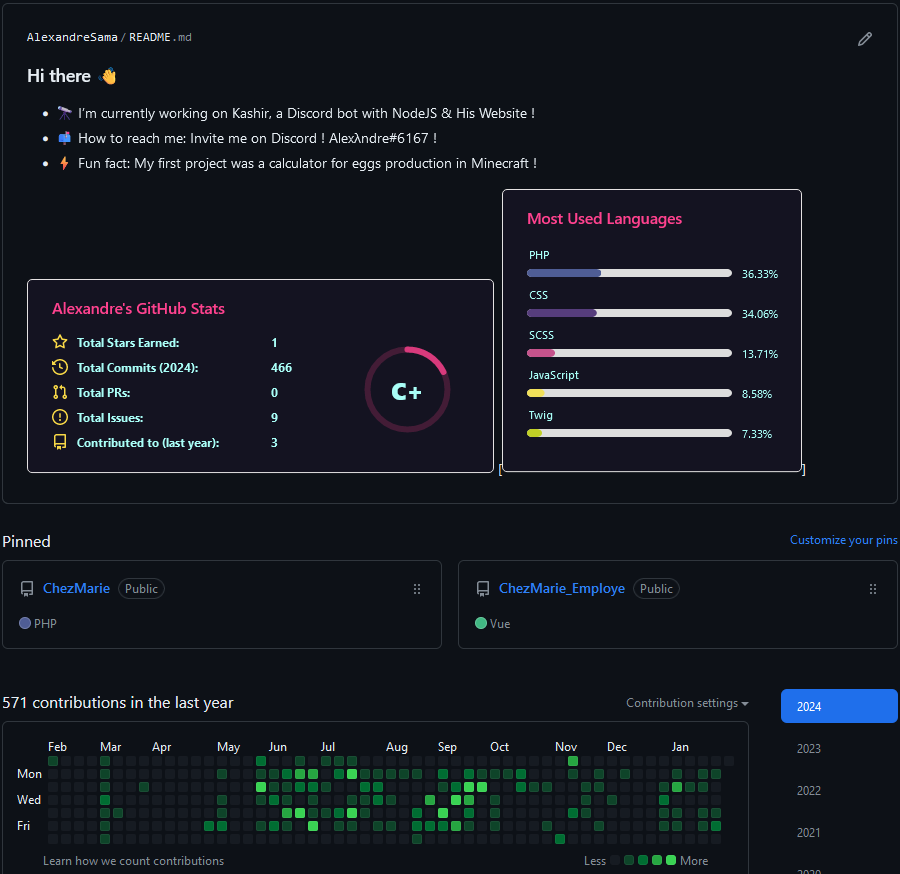 AlexandreSama/README.md
Hi there 👋
🔭 I'm currently working on Kashir, a Discord bot with NodeJS & His Website !
📫 How to reach me: Invite me on Discord ! Alexλndre#6167 !
⚡ Fun fact: My first project was a calculator for eggs production in Minecraft !
Alexandre's GitHub Stats
Total Stars Earned: 1
Total Commits (2024): 466
Total PRs: 0
Total Issues: 9
Contributed to (last year): 3
C+
[
Most Used Languages
PHP
36.33%
CSS
34.06%
SCSS
13.71%
JavaScript
8.58%
Twig
7.33%
]
Pinned
Customize your pins
ChezMarie Public
PHP
ChezMarie_Employe Public
Vue
571 contributions in the last year
Contribution settings
Feb Mar Apr May Jun Jul Aug Sep Oct Nov Dec Jan
Mon
Wed
Fri
Learn how we count contributions
Less More
2024
2023
2022
2021
2020